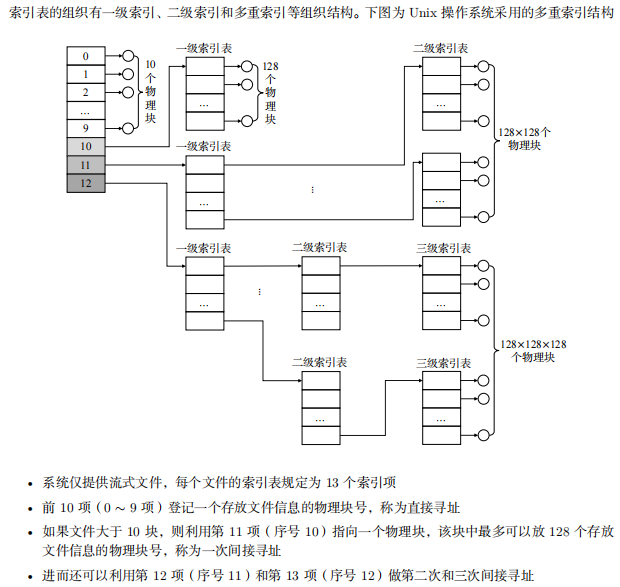 索引表的组织有一级索引、二级索引和多重索引等组织结构。下图为 Unix 操作系统采用的多重索引结构
0
1
2
...
9
10
11
12
10
个
物
理
块
一级索引表
...
128
个
物
理
块
一级索引表
...
...
二级索引表
...
...
128×128个
物理块
一级索引表
...
...
二级索引表
...
三级索引表
...
二级索引表
...
三级索引表
...
128×128×128
个物理块
• 系统仅提供流式文件，每个文件的索引表规定为 13 个索引项
• 前 10 项（0 ∼ 9 项）登记一个存放文件信息的物理块号，称为直接寻址
• 如果文件大于 10 块，则利用第 11 项（序号 10）指向一个物理块，该块中最多可以放 128 个存放
文件信息的物理块号，称为一次间接寻址
• 进而还可以利用第 12 项（序号 11）和第 13 项（序号 12）做第二次和三次间接寻址